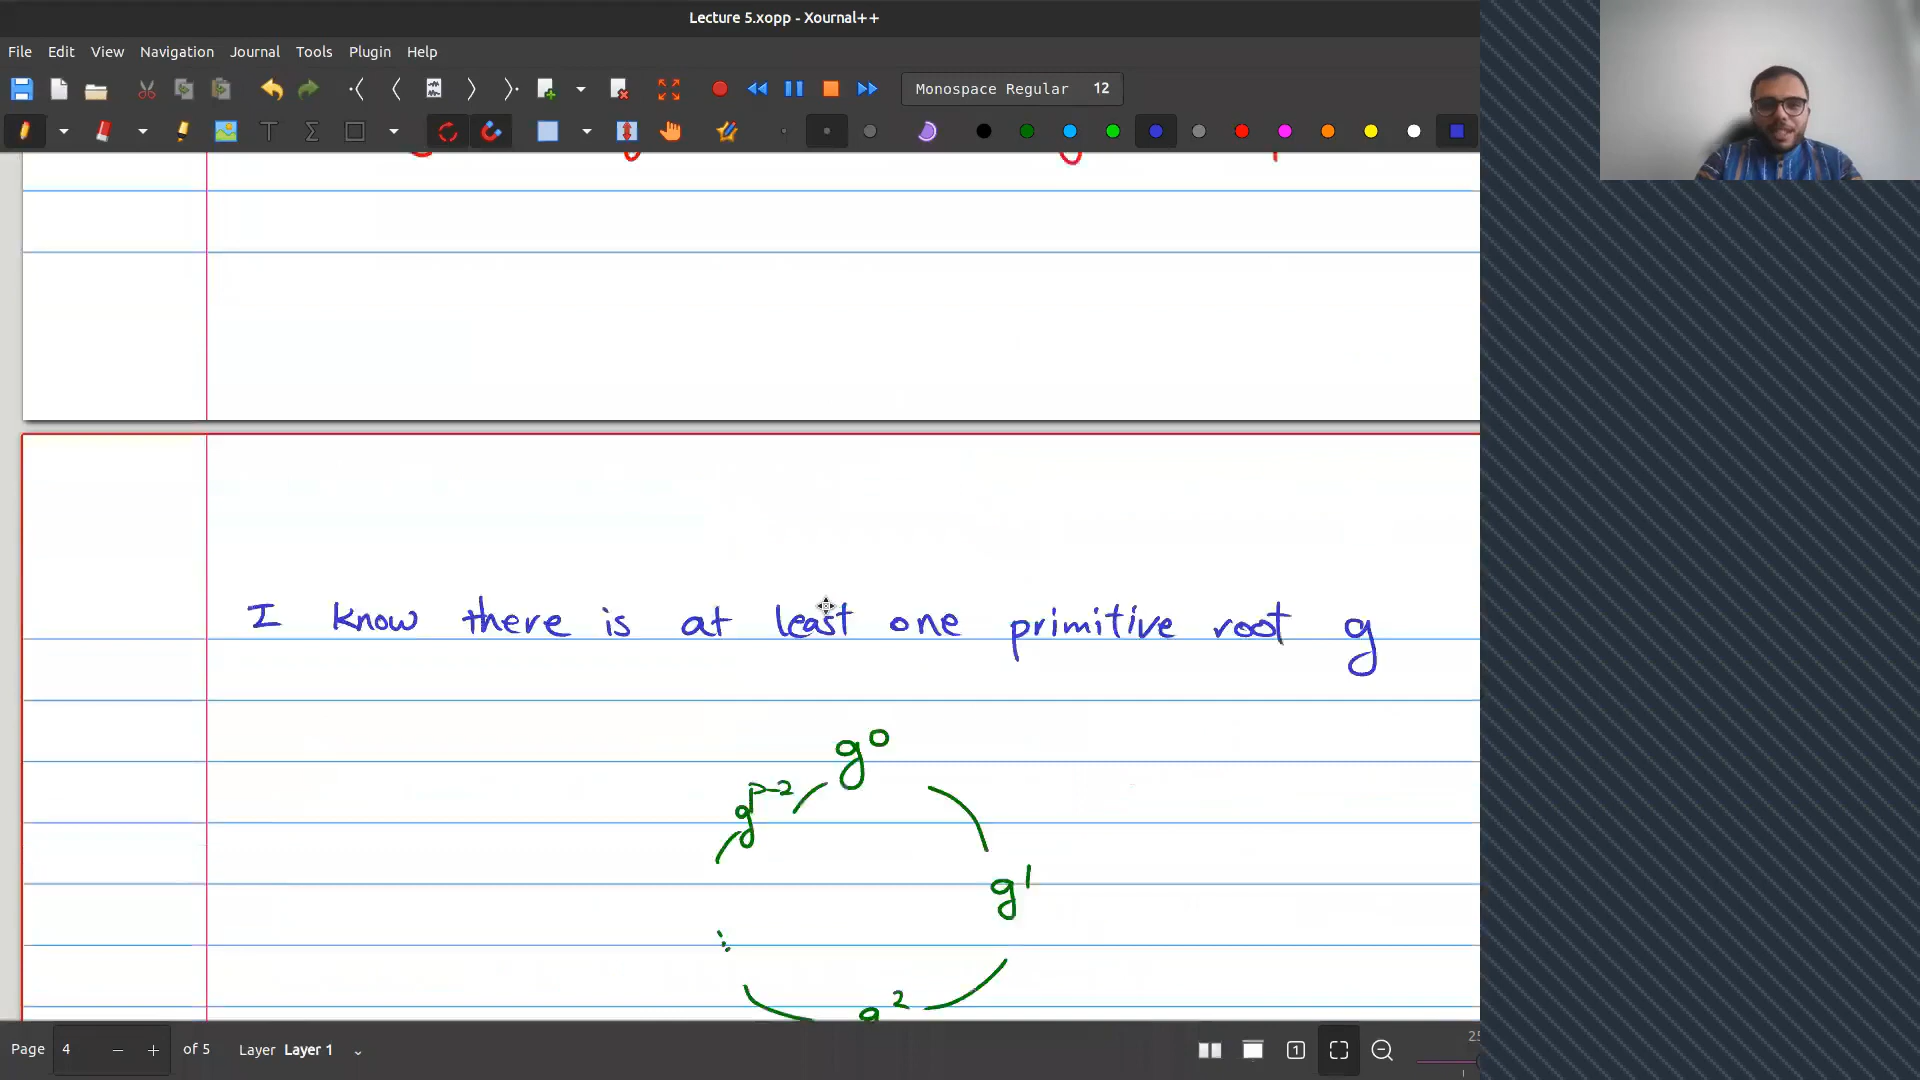 Lecture 5.xopp - Xournal++
File Edit View Navigation Journal Tools Plugin Help
Monospace Regular 12
I know there is at least one primitive root g
g^0
g^{p-2}
g^1
g^2
Page 4 of 5 Layer Layer 1